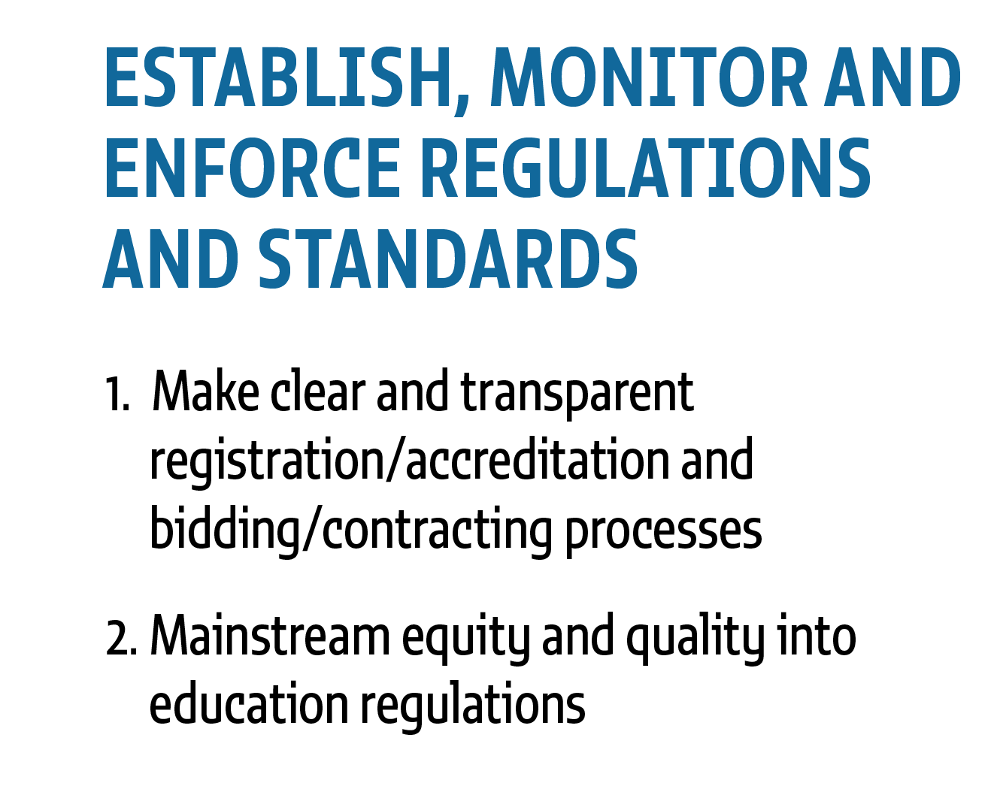 ESTABLISH, MONITOR AND
ENFORCE REGULATIONS
AND STANDARDS
1. Make clear and transparent
registration/accreditation and
bidding/contracting processes
2. Mainstream equity and quality into
education regulations